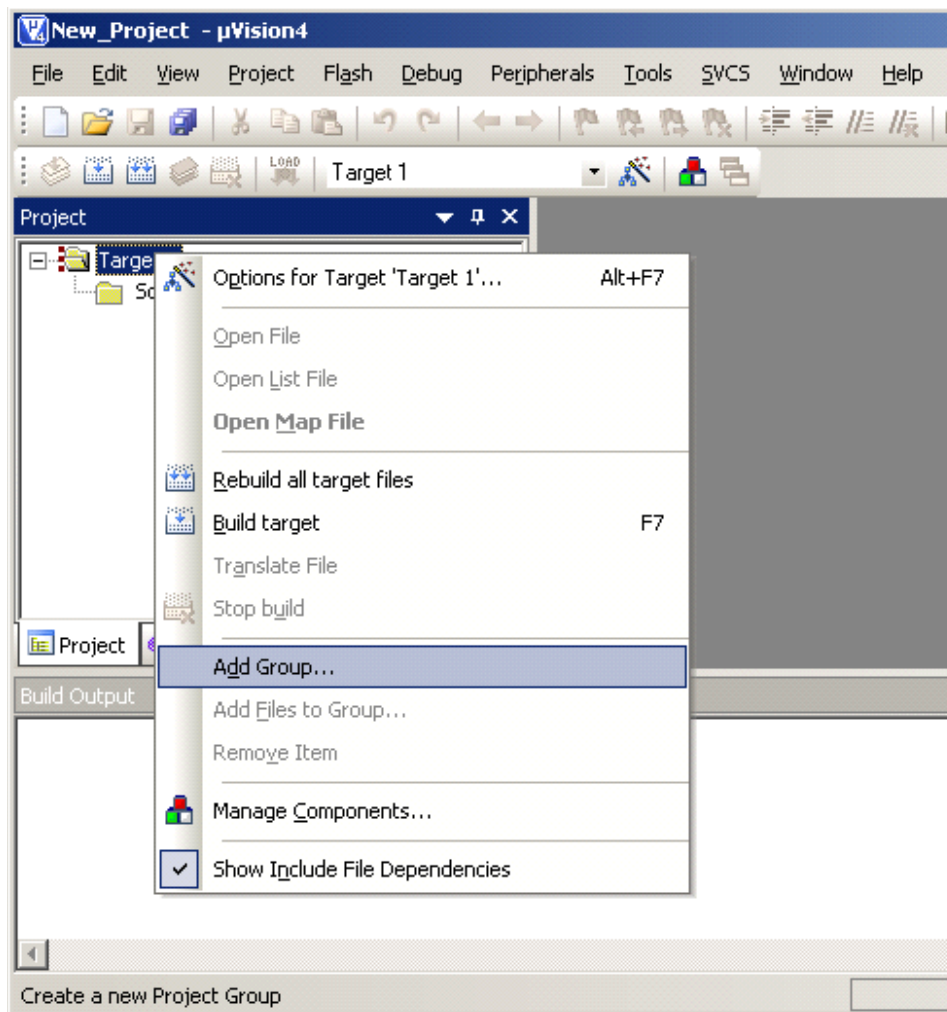 New_Project - µVision4
File Edit View Project Flash Debug Peripherals Tools SVCS Window Help
LOAD Target 1
Project
Options for Target 'Target 1'... Alt+F7
Open File
Open List File
Open Map File
Rebuild all target files
Build target F7
Translate File
Stop build
Project
Add Group...
Build Output
Add Files to Group...
Remove Item
Manage Components...
Show Include File Dependencies
Create a new Project Group